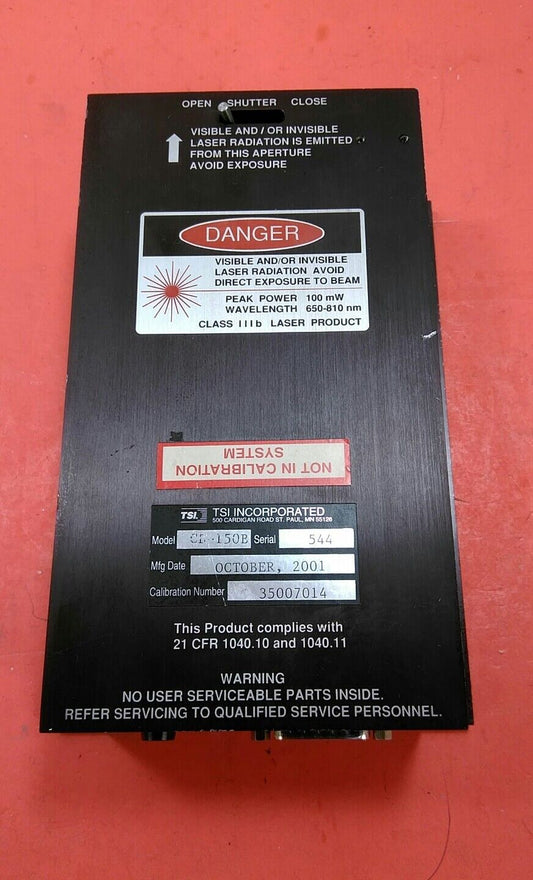 OPEN SHUTTER CLOSE
VISIBLE AND / OR INVISIBLE
LASER RADIATION IS EMITTED
FROM THIS APERTURE
AVOID EXPOSURE
DANGER
VISIBLE AND/OR INVISIBLE
LASER RADIATION AVOID
DIRECT EXPOSURE TO BEAM
PEAK POWER 100 mW
WAVELENGTH 650-810 nm
CLASS IIIb LASER PRODUCT
NOT IN CALIBRATION
SYSTEM
TSI TSI INCORPORATED
500 CARDIGAN ROAD ST. PAUL, MN 55126
Model Serial 544
Mfg Date OCTOBER, 2001
Calibration Number 35007014
This Product complies with
21 CFR 1040.10 and 1040.11
WARNING
NO USER SERVICEABLE PARTS INSIDE.
REFER SERVICING TO QUALIFIED SERVICE PERSONNEL.